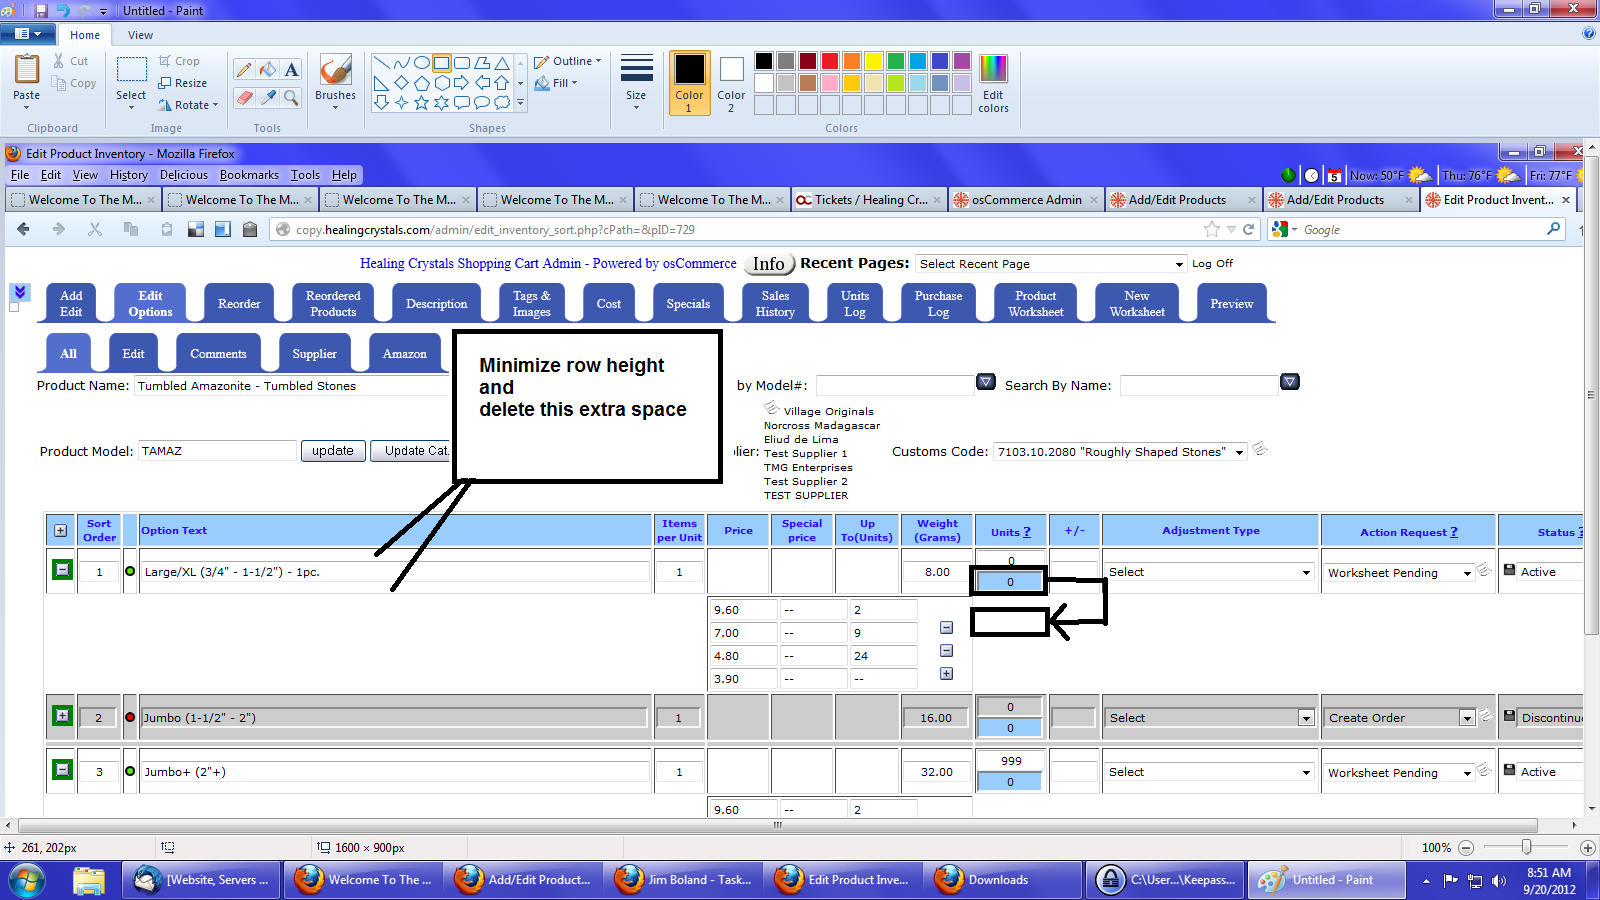 Untitled - Paint
Home View
Paste
Cut
Copy
Clipboard
Select
Crop
Resize
Rotate
Image
A
Tools
Brushes
Shapes
Outline
Fill
Size
Color 1
Color 2
Edit colors
Colors
Edit Product Inventory - Mozilla Firefox
File Edit View History Delicious Bookmarks Tools Help
5 Now: 50°F Thu: 76°F Fri: 77°F
Welcome To The M... × Welcome To The M... × Welcome To The M... × Welcome To The M... × Welcome To The M... × Tickets / Healing Cr... × osCommerce Admin × Add/Edit Products × Add/Edit Products × Edit Product Invent... ×
copy.healingcrystals.com/admin/edit_inventory_sort.php?cPath=&pID=729
Google
Healing Crystals Shopping Cart Admin - Powered by osCommerce Info Recent Pages: Select Recent Page Log Off
Add Edit
Edit Options
Reorder
Reordered Products
Description
Tags & Images
Cost
Specials
Sales History
Units Log
Purchase Log
Product Worksheet
New Worksheet
Preview
All Edit Comments Supplier Amazon
Minimize row height
and
delete this extra space
Product Name: Tumbled Amazonite - Tumbled Stones by Model#: Search By Name:
Village Originals
Norcross Madagascar
Eliud de Lima
Test Supplier 1
TMG Enterprises
Test Supplier 2
TEST SUPPLIER
Product Model: TAMAZ update Update Cat. lier: Customs Code: 7103.10.2080 "Roughly Shaped Stones"
Sort Order Option Text Items per Unit Price Special price Up To(Units) Weight (Grams) Units ? +/- Adjustment Type Action Request ? Status ?
1 Large/XL (3/4" - 1-1/2") - 1pc. 1 8.00 0 Select Worksheet Pending Active
0
9.60 -- 2
7.00 -- 9
4.80 -- 24
3.90 -- --
2 Jumbo (1-1/2" - 2") 1 16.00 0 Select Create Order Discontinue
0
3 Jumbo+ (2"+) 1 32.00 999 Select Worksheet Pending Active
0
9.60 -- 2
261, 202px 1600 × 900px 100%
[Website, Servers ... Welcome To The ... Add/Edit Product... Jim Boland - Task... Edit Product Inve... Downloads C:\User...\Keepass... Untitled - Paint
8:51 AM
9/20/2012